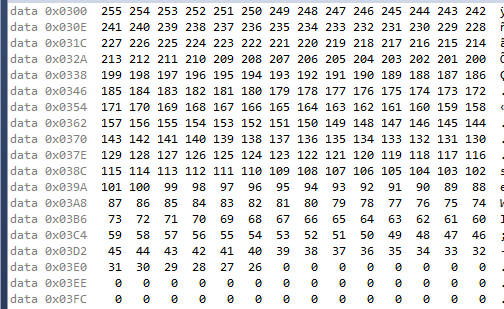 data 0x0300 255 254 253 252 251 250 249 248 247 246 245 244 243 242 ÿ
data 0x030E 241 240 239 238 237 236 235 234 233 232 231 230 229 228
data 0x031C 227 226 225 224 223 222 221 220 219 218 217 216 215 214
data 0x032A 213 212 211 210 209 208 207 206 205 204 203 202 201 200
data 0x0338 199 198 197 196 195 194 193 192 191 190 189 188 187 186
data 0x0346 185 184 183 182 181 180 179 178 177 176 175 174 173 172
data 0x0354 171 170 169 168 167 166 165 164 163 162 161 160 159 158
data 0x0362 157 156 155 154 153 152 151 150 149 148 147 146 145 144
data 0x0370 143 142 141 140 139 138 137 136 135 134 133 132 131 130
data 0x037E 129 128 127 126 125 124 123 122 121 120 119 118 117 116
data 0x038C 115 114 113 112 111 110 109 108 107 106 105 104 103 102
data 0x039A 101 100 99 98 97 96 95 94 93 92 91 90 89 88
data 0x03A8 87 86 85 84 83 82 81 80 79 78 77 76 75 74
data 0x03B6 73 72 71 70 69 68 67 66 65 64 63 62 61 60
data 0x03C4 59 58 57 56 55 54 53 52 51 50 49 48 47 46
data 0x03D2 45 44 43 42 41 40 39 38 37 36 35 34 33 32
data 0x03E0 31 30 29 28 27 26 0 0 0 0 0 0 0 0
data 0x03EE 0 0 0 0 0 0 0 0 0 0 0 0 0 0
data 0x03FC 0 0 0 0 0 0 0 0 0 0 0 0 0 0